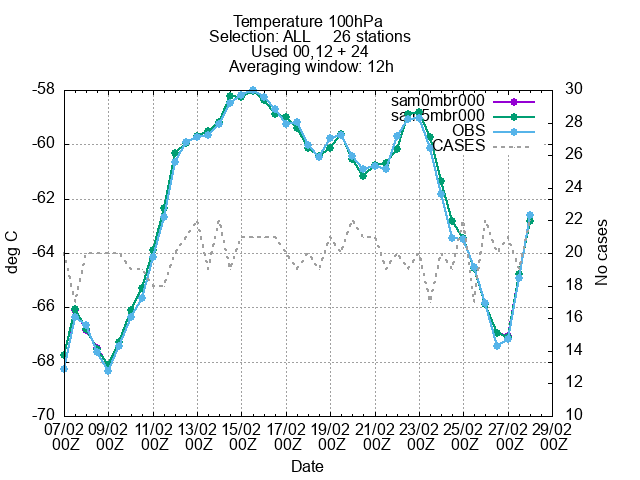 Temperature 100hPa
Selection: ALL 26 stations
Used 00,12 + 24
Averaging window: 12h
sam0mbr000
sam5mbr000
OBS
CASES
-58
-60
-62
-64
-66
-68
-70
deg C
30
28
26
24
22
20
18
16
14
12
10
No cases
07/02 09/02 11/02 13/02 15/02 17/02 19/02 21/02 23/02 25/02 27/02 29/02
00Z 00Z 00Z 00Z 00Z 00Z 00Z 00Z 00Z 00Z 00Z 00Z
Date